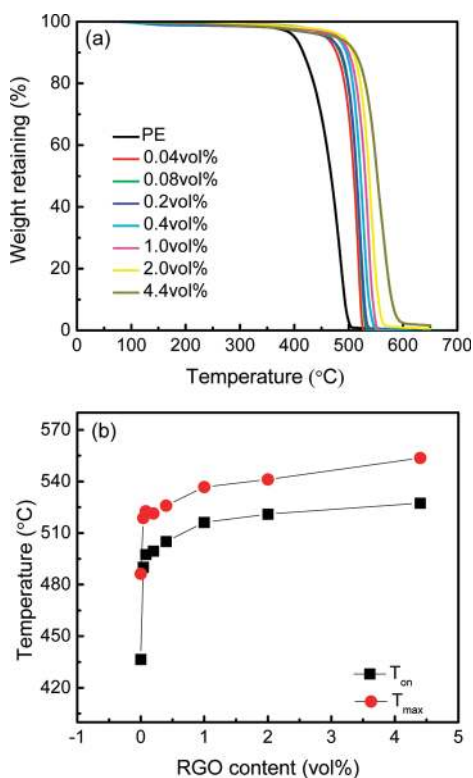 (a)
100
80
60
40
20
0
Weight retaining (%)
PE
0.04vol%
0.08vol%
0.2vol%
0.4vol%
1.0vol%
2.0vol%
4.4vol%
0 100 200 300 400 500 600 700
Temperature (°C)
(b)
570
540
510
480
450
420
Temperature (°C)
Ton
Tmax
-1 0 1 2 3 4 5
RGO content (vol%)